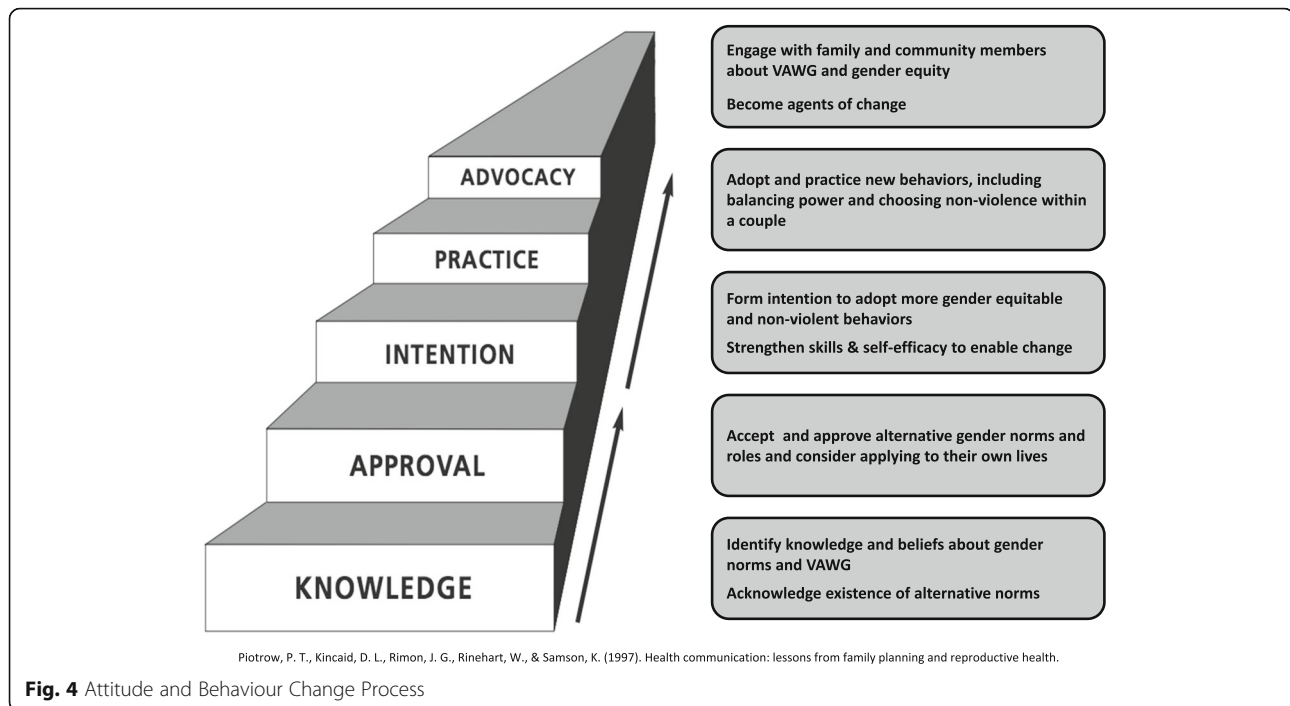 ADVOCACY
PRACTICE
INTENTION
APPROVAL
KNOWLEDGE
Engage with family and community members
about VAWG and gender equity
Become agents of change
Adopt and practice new behaviors, including
balancing power and choosing non-violence within
a couple
Form intention to adopt more gender equitable
and non-violent behaviors
Strengthen skills & self-efficacy to enable change
Accept and approve alternative gender norms and
roles and consider applying to their own lives
Identify knowledge and beliefs about gender
norms and VAWG
Acknowledge existence of alternative norms
Piotrow, P. T., Kincaid, D. L., Rimon, J. G., Rinehart, W., & Samson, K. (1997). Health communication: lessons from family planning and reproductive health.
Fig. 4 Attitude and Behaviour Change Process